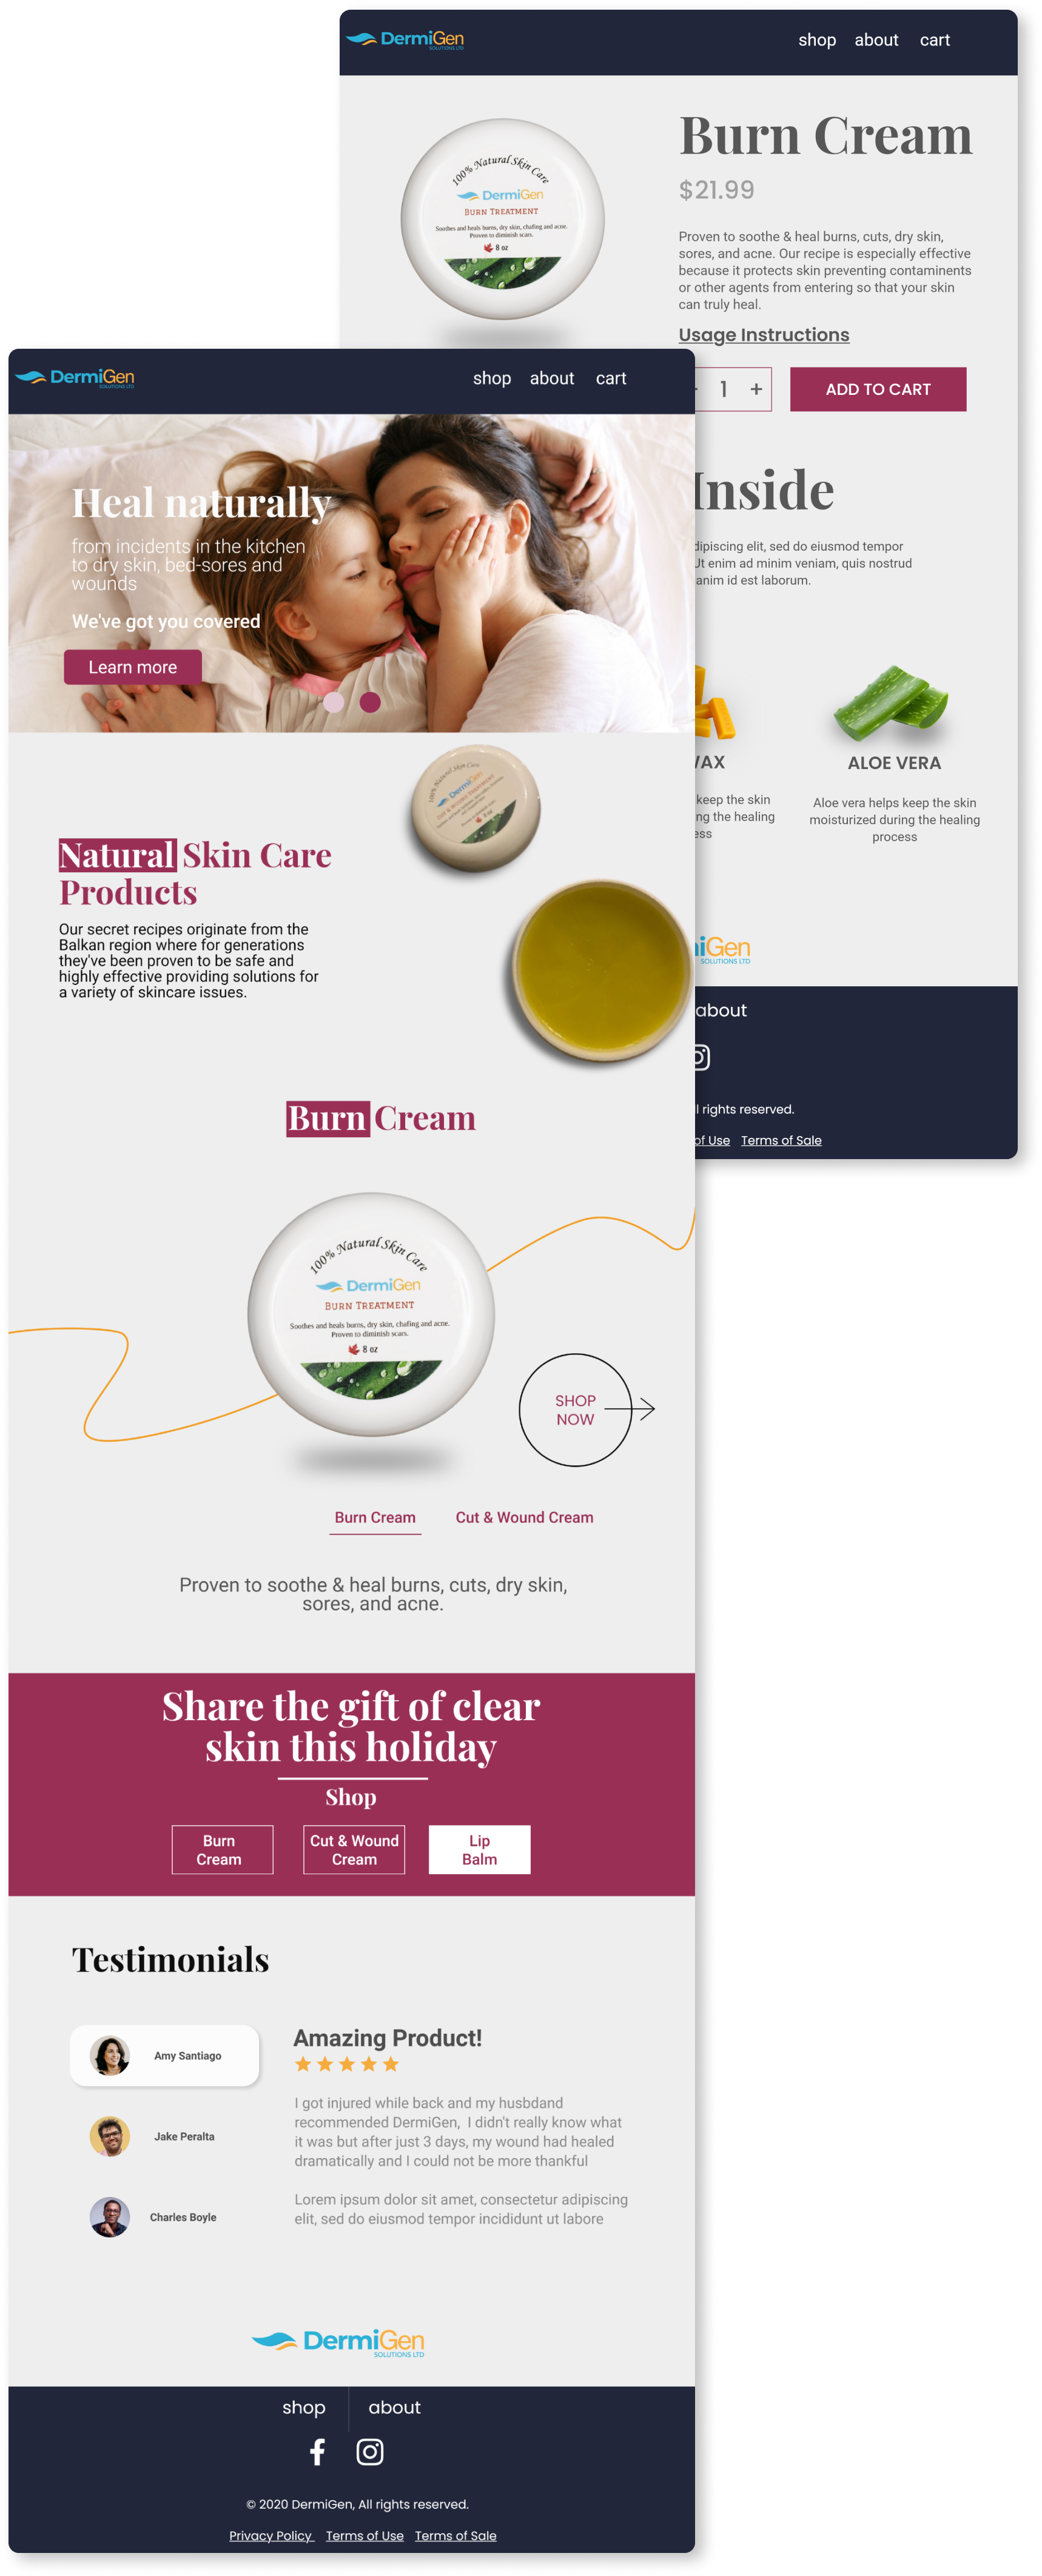 DermiGen
SOLUTIONS LTD
shop about cart
100% Natural Skin Care
DermiGen
BURN TREATMENT
Soothes and heals burns, dry skin, chafing and acne.
Proven to diminish scars.
8 oz
Burn Cream
$21.99
Proven to soothe & heal burns, cuts, dry skin,
sores, and acne. Our recipe is especially effective
because it protects skin preventing contaminents
or other agents from entering so that your skin
can truly heal.
Usage Instructions
1 +
ADD TO CART
Inside
dipiscing elit, sed do eiusmod tempor
Ut enim ad minim veniam, quis nostrud
anim id est laborum.
WAX
keep the skin
ng the healing
ess
ALOE VERA
Aloe vera helps keep the skin
moisturized during the healing
process
iGen
SOLUTIONS LTD
about
l rights reserved.
of Use Terms of Sale
DermiGen
SOLUTIONS LTD
shop about cart
Heal naturally
from incidents in the kitchen
to dry skin, bed-sores and
wounds
We've got you covered
Learn more
100% Natural Skin Care
DermiGen
CUT & WOUND TREATMENT
Natural Skin Care
Products
Our secret recipes originate from the
Balkan region where for generations
they've been proven to be safe and
highly effective providing solutions for
a variety of skincare issues.
Burn Cream
100% Natural Skin Care
DermiGen
BURN TREATMENT
Soothes and heals burns, dry skin, chafing and acne.
Proven to diminish scars.
8 oz
SHOP
NOW
Burn Cream Cut & Wound Cream
Proven to soothe & heal burns, cuts, dry skin,
sores, and acne.
Share the gift of clear
skin this holiday
Shop
Burn
Cream
Cut & Wound
Cream
Lip
Balm
Testimonials
Amy Santiago
Jake Peralta
Charles Boyle
Amazing Product!
I got injured while back and my husbdand
recommended DermiGen, I didn't really know what
it was but after just 3 days, my wound had healed
dramatically and I could not be more thankful
Lorem ipsum dolor sit amet, consectetur adipiscing
elit, sed do eiusmod tempor incididunt ut labore
DermiGen
SOLUTIONS LTD
shop about
© 2020 DermiGen, All rights reserved.
Privacy Policy Terms of Use Terms of Sale